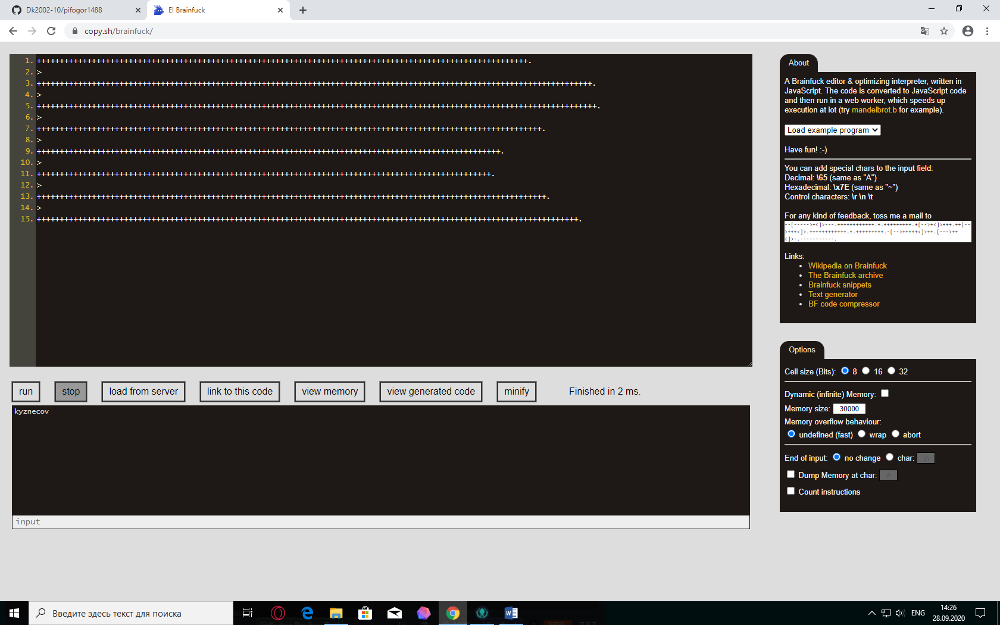 Dk2002-10/pifogor1488
El Brainfuck
copy.sh/brainfuck/
1. +++++++++++++++++++++++++++++++++++++++++++++++++++++++++++++++++++++++++++++++++++++++++++++++++++++++++++.
2. >
3. +++++++++++++++++++++++++++++++++++++++++++++++++++++++++++++++++++++++++++++++++++++++++++++++++++++++++++++++++++++++++.
4. >
5. ++++++++++++++++++++++++++++++++++++++++++++++++++++++++++++++++++++++++++++++++++++++++++++++++++++++++++++++++++++++++++.
6. >
7. ++++++++++++++++++++++++++++++++++++++++++++++++++++++++++++++++++++++++++++++++++++++++++++++++++++++++++++++.
8. >
9. +++++++++++++++++++++++++++++++++++++++++++++++++++++++++++++++++++++++++++++++++++++++++++++++++++++.
10. >
11. +++++++++++++++++++++++++++++++++++++++++++++++++++++++++++++++++++++++++++++++++++++++++++++++++++.
12. >
13. +++++++++++++++++++++++++++++++++++++++++++++++++++++++++++++++++++++++++++++++++++++++++++++++++++++++++++++++.
14. >
15. ++++++++++++++++++++++++++++++++++++++++++++++++++++++++++++++++++++++++++++++++++++++++++++++++++++++++++++++++++++++.
run stop load from server link to this code view memory view generated code minify Finished in 2 ms.
kyznecov
input
About
A Brainfuck editor & optimizing interpreter, written in
JavaScript. The code is converted to JavaScript code
and then run in a web worker, which speeds up
execution at lot (try mandelbrot.b for example).
Load example program
Have fun! :-)
You can add special chars to the input field:
Decimal: \65 (same as "A")
Hexadecimal: \x7E (same as "~")
Control characters: \r \n \t
For any kind of feedback, toss me a mail to
--[----->+<]>---.++++++++++++.+.+++++++++.+[-->+<]>+++.++[--
>+++<]>.++++++++++++.+.+++++++++.-[-->+++++<]>++.[--->++
<]>-.-----------.
Links:
• Wikipedia on Brainfuck
• The Brainfuck archive
• Brainfuck snippets
• Text generator
• BF code compressor
Options
Cell size (Bits): 8 16 32
Dynamic (infinite) Memory:
Memory size: 30000
Memory overflow behaviour:
undefined (fast) wrap abort
End of input: no change char: \n
Dump Memory at char: #
Count instructions
Введите здесь текст для поиска
ENG
14:26
28.09.2020